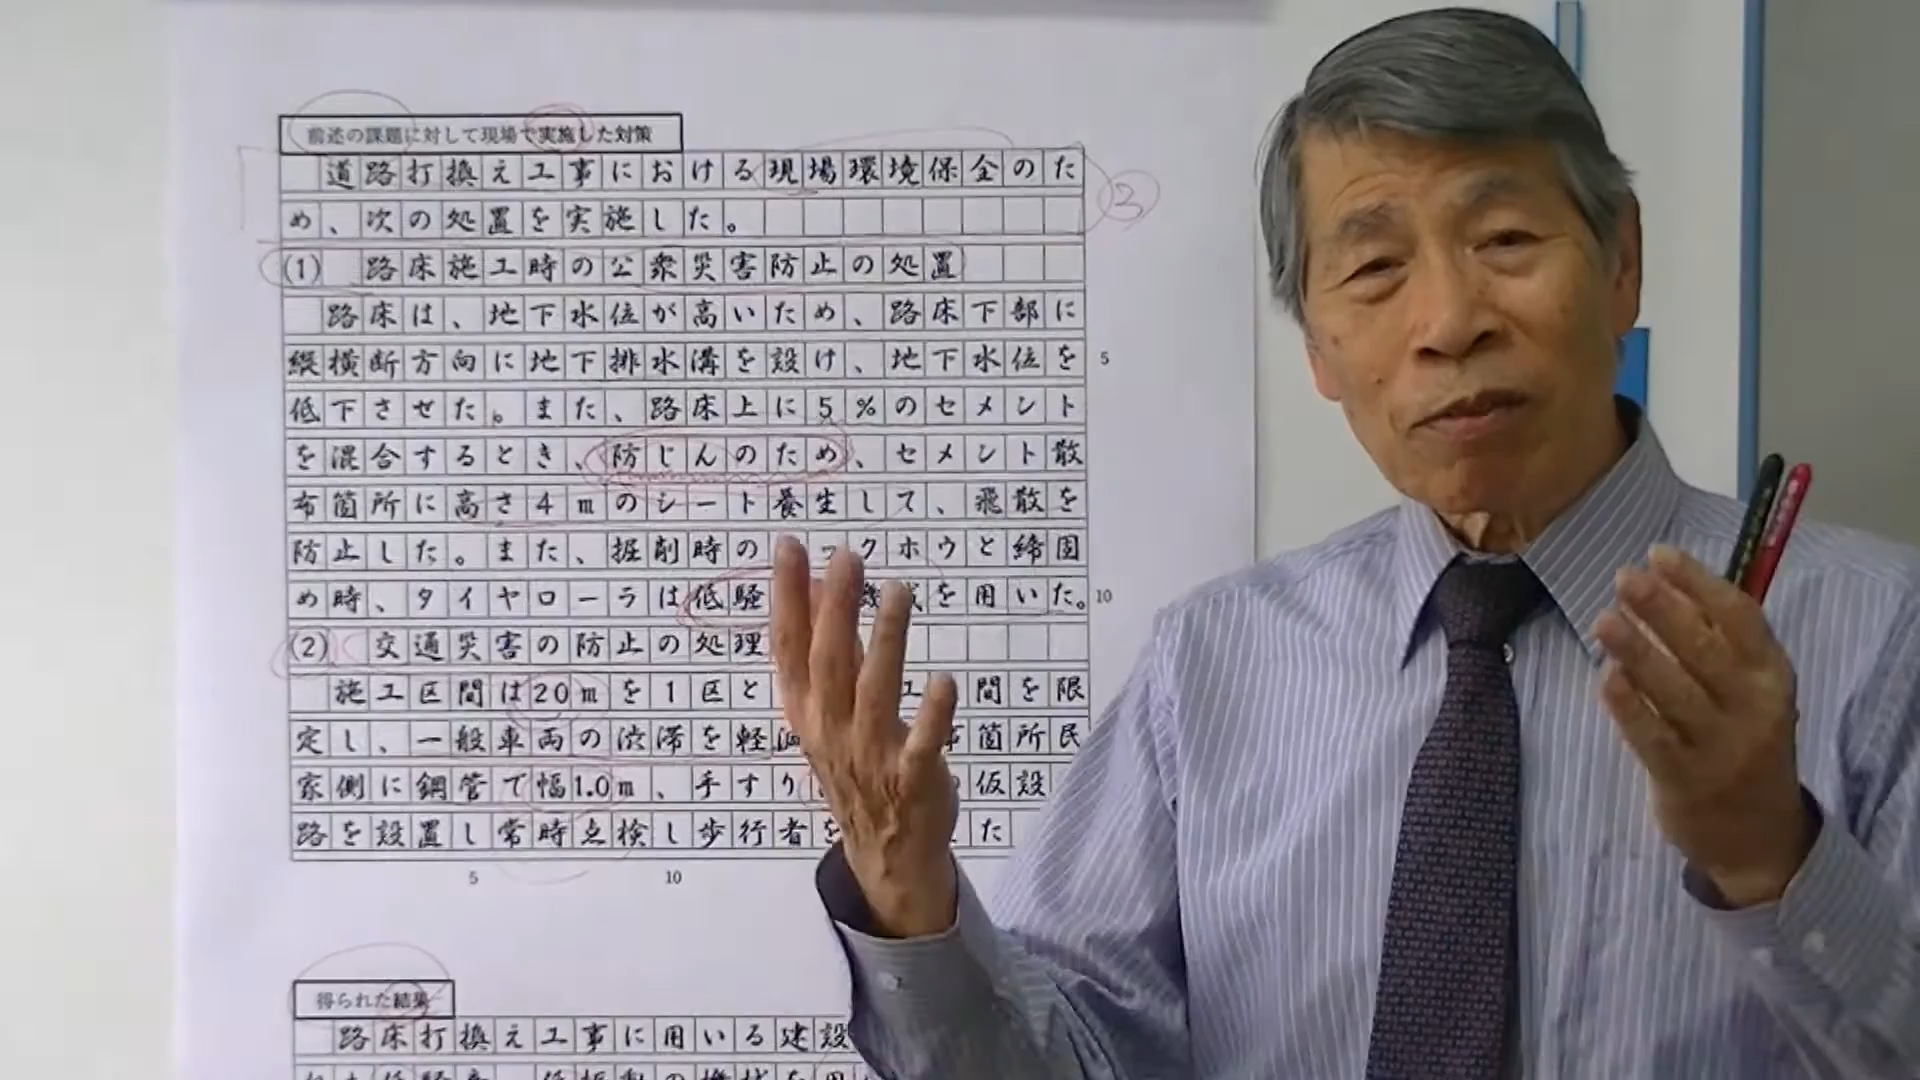 前述の課題に対して現場で実施した対策
道路打換え工事における現場環境保全のた
め、次の処置を実施した。
③
(1) 路床施工時の公衆災害防止の処置
路床は、地下水位が高いため、路床下部に
縦横断方向に地下排水溝を設け、地下水位を
5
低下させた。また、路床上に5%のセメント
を混合するとき、防じんのため、セメント散
布箇所に高さ4mのシート養生して、飛散を
防止した。また、掘削時の ックホウと締固
め時、タイヤローラは低騒 機械を用いた。
10
(2) 交通災害の防止の処理
施工区間は20mを1区と 工 間を限
定し、一般車両の渋滞を軽減 箇所民
家側に鋼管で幅1.0m、手すり 仮設
路を設置し常時点検し歩行者を た
5 10
得られた結果
路床打換え工事に用いる建設